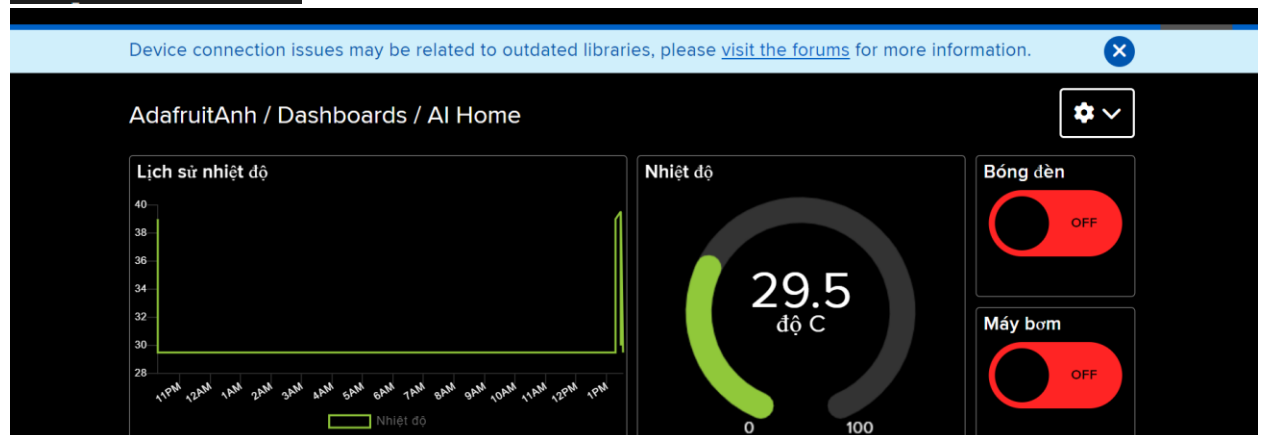 Device connection issues may be related to outdated libraries, please visit the forums for more information.
AdafruitAnh / Dashboards / AI Home
Lịch sử nhiệt độ
40
38
36
34
32
30
28
11PM 12AM 1AM 2AM 3AM 4AM 5AM 6AM 7AM 8AM 9AM 10AM 11AM 12PM 1PM
Nhiệt độ
Nhiệt độ
29.5
độ C
0 100
Bóng đèn
OFF
Máy bơm
OFF